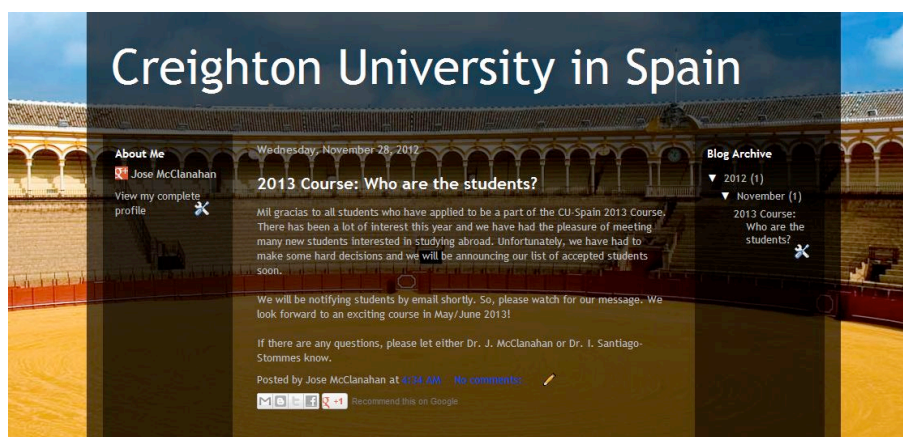 Creighton University in Spain
About Me
Jose McClanahan
View my complete
profile
Wednesday, November 28, 2012
2013 Course: Who are the students?
Mil gracias to all students who have applied to be a part of the CU-Spain 2013 Course.
There has been a lot of interest this year and we have had the pleasure of meeting
many new students interested in studying abroad. Unfortunately, we have had to
make some hard decisions and we will be announcing our list of accepted students
soon.
We will be notifying students by email shortly. So, please watch for our message. We
look forward to an exciting course in May/June 2013!
If there are any questions, please let either Dr. J. McClanahan or Dr. I. Santiago-
Stommes know.
Posted by Jose McClanahan at AM No comments:
+1 Recommend this on Google
Blog Archive
▼ 2012 (1)
▼ November (1)
2013 Course:
Who are the
students?